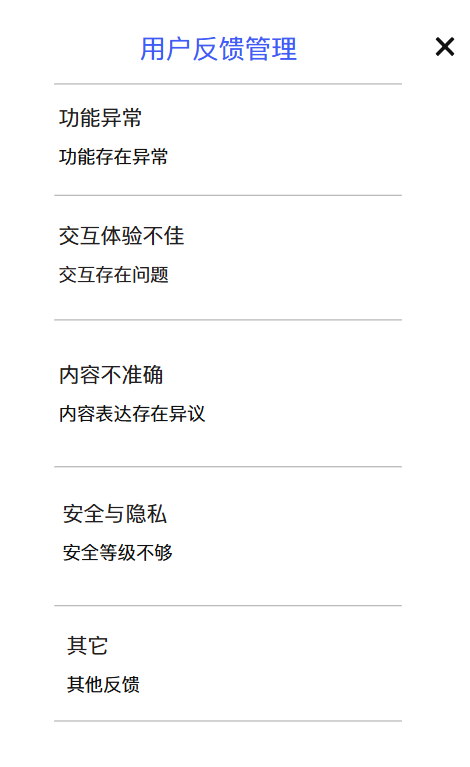 用户反馈管理
功能异常
功能存在异常
交互体验不佳
交互存在问题
内容不准确
内容表达存在异议
安全与隐私
安全等级不够
其它
其他反馈